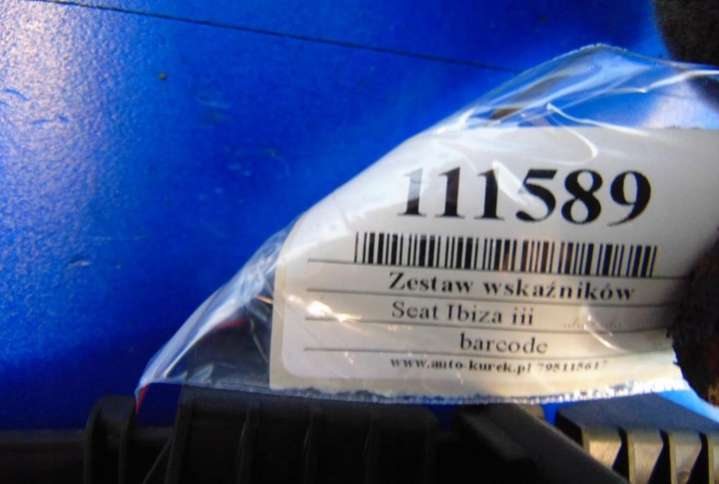 111589
Zestaw wskaźników
Seat Ibiza iii
barcode
www.auto-kurek.pl 795115617